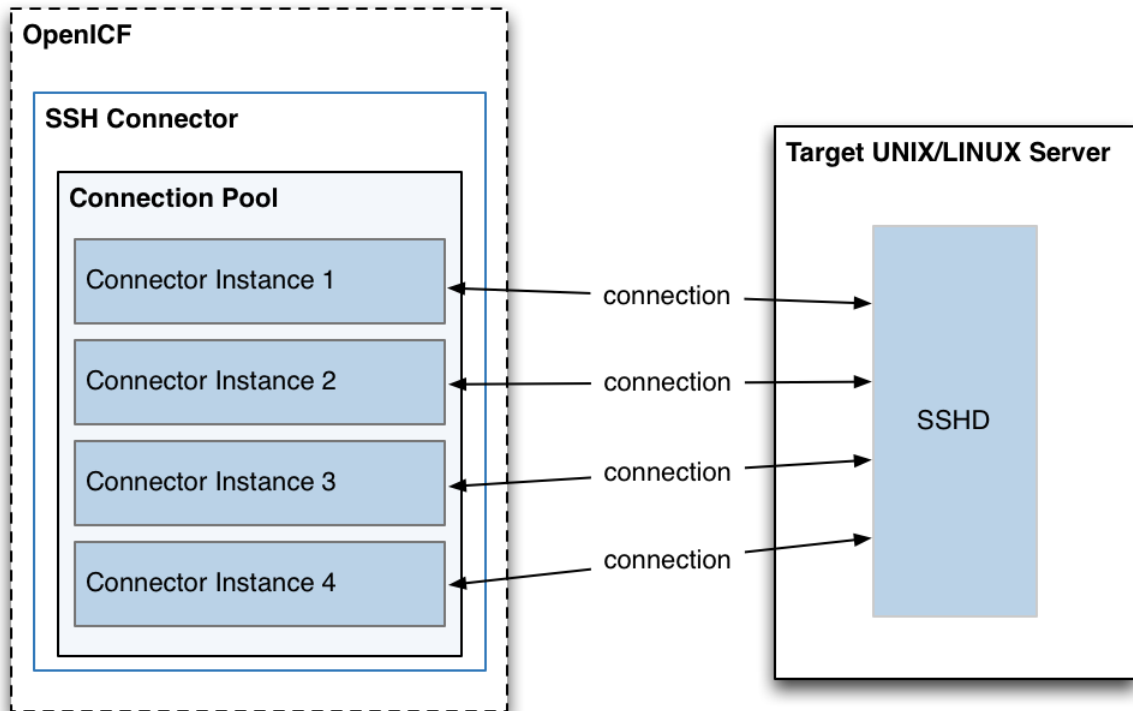 OpenICF
SSH Connector
Connection Pool
Connector Instance 1
Connector Instance 2
Connector Instance 3
Connector Instance 4
connection
connection
connection
connection
Target UNIX/LINUX Server
SSHD